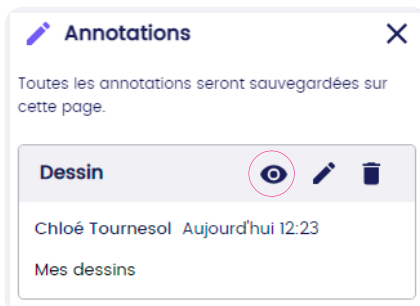 Annotations
Toutes les annotations seront sauvegardées sur
cette page.
Dessin
Chloé Tournesol Aujourd'hui 12:23
Mes dessins